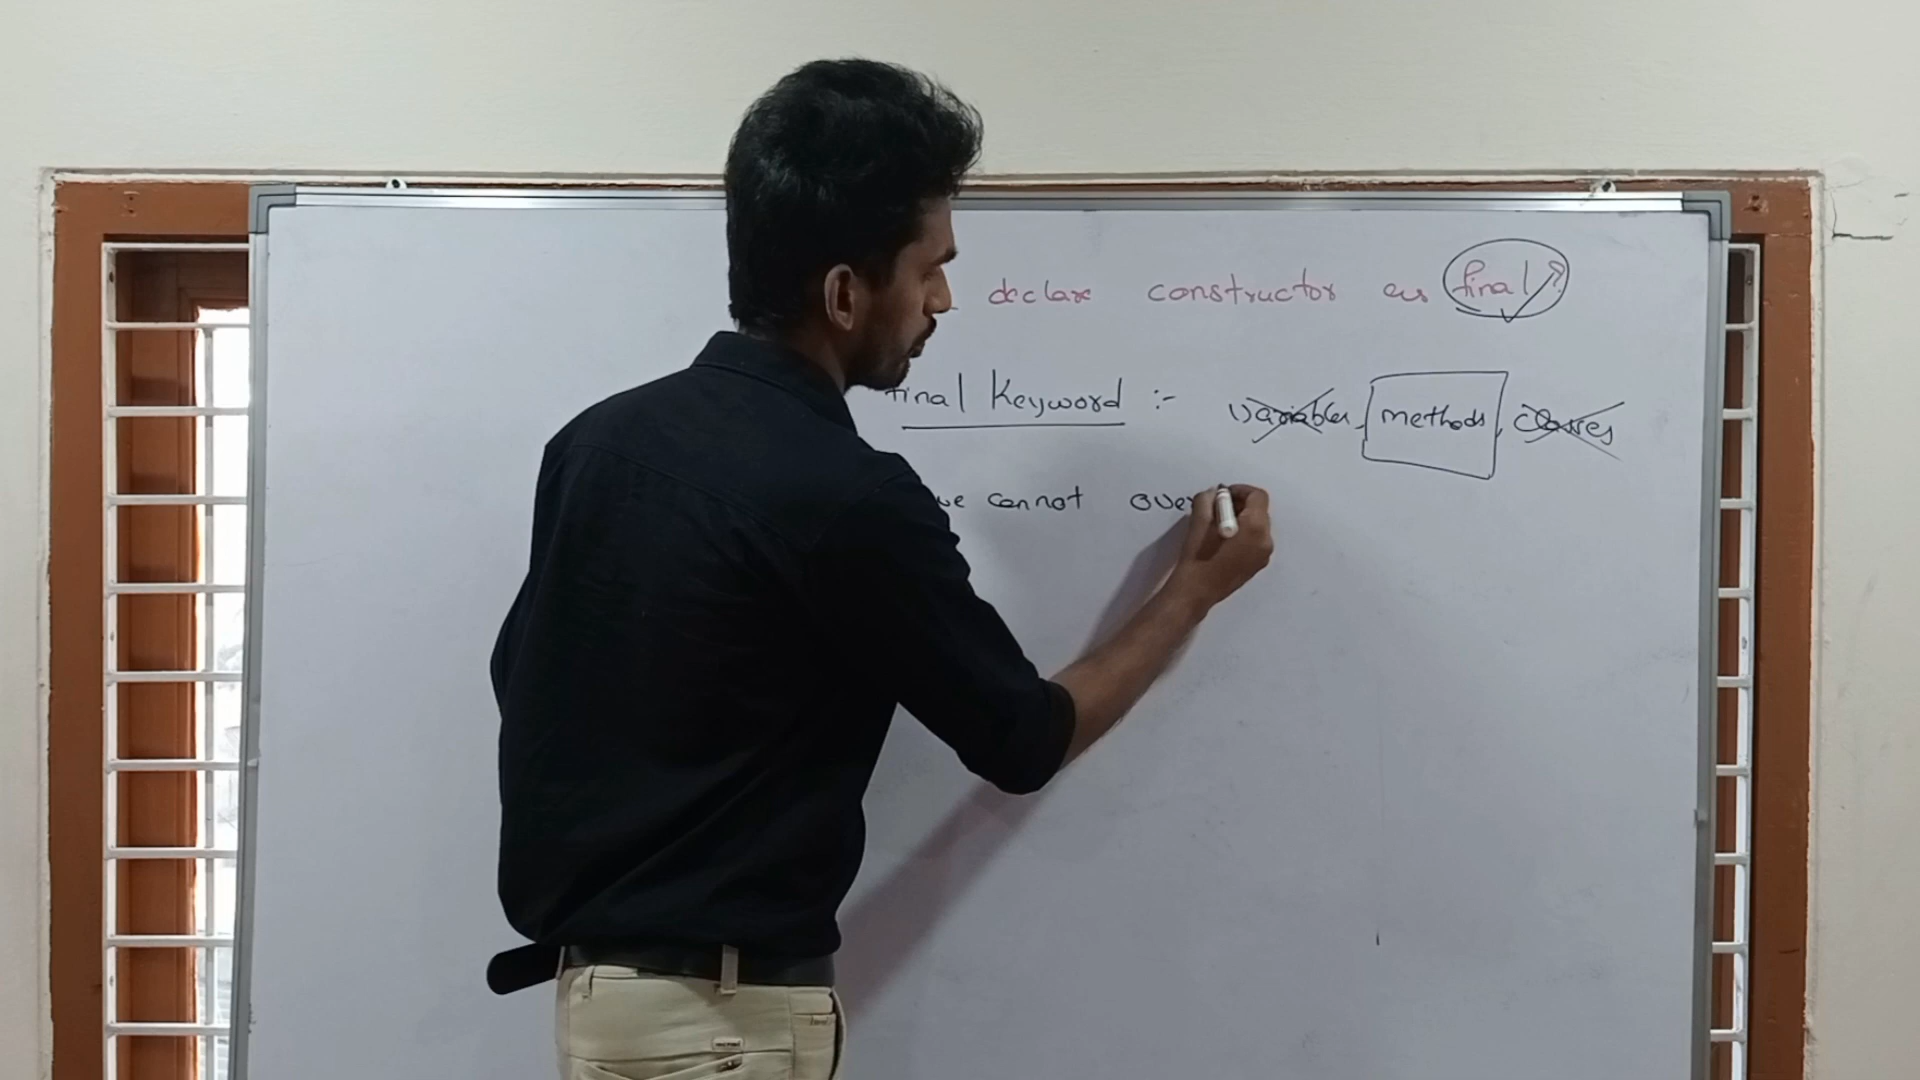 declare constructor as final?
final Keyword :- variables, methods, classes
we cannot over